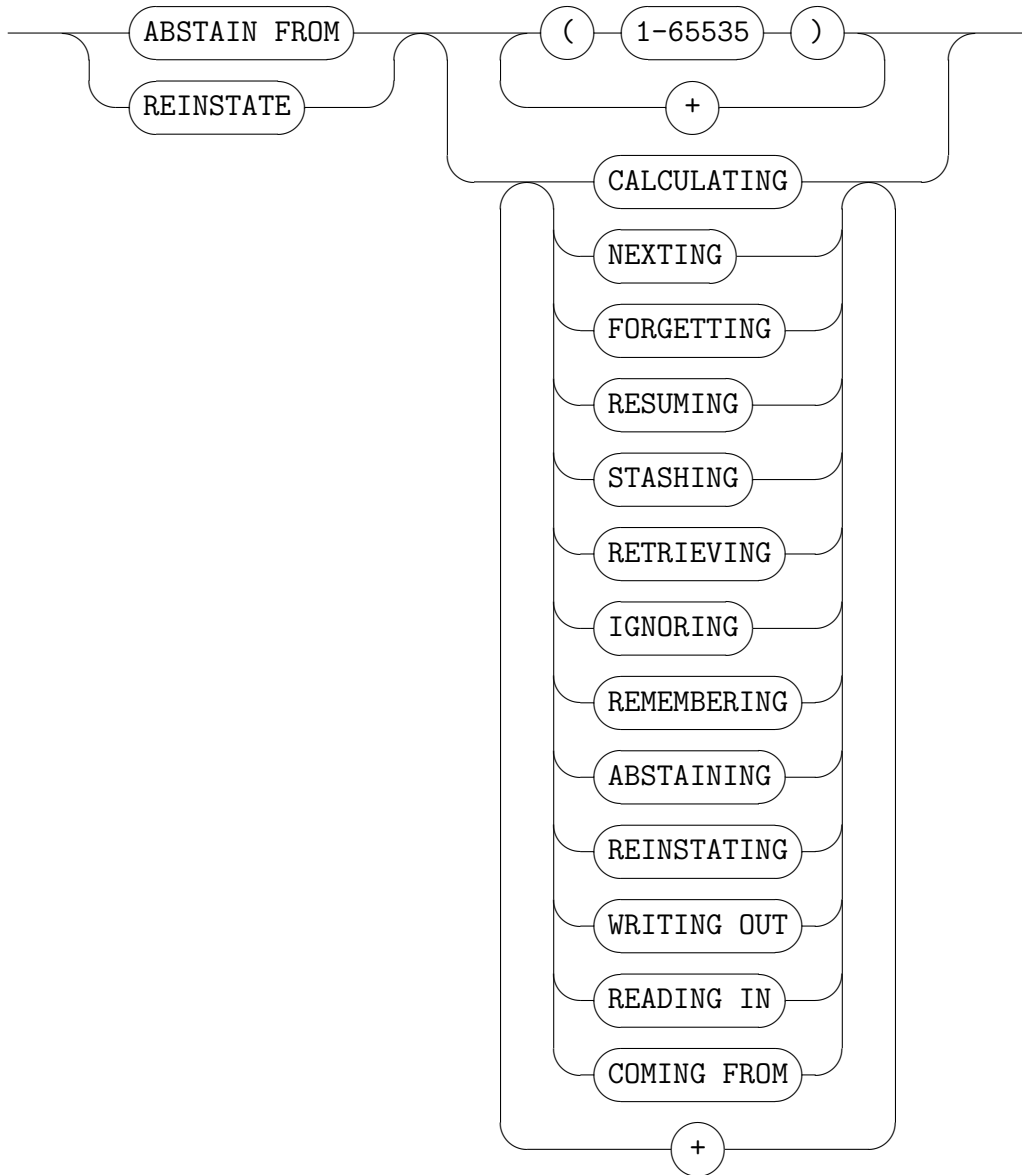 ABSTAIN FROM ( 1-65535 )
REINSTATE +
CALCULATING
NEXTING
FORGETTING
RESUMING
STASHING
RETRIEVING
IGNORING
REMEMBERING
ABSTAINING
REINSTATING
WRITING OUT
READING IN
COMING FROM
+